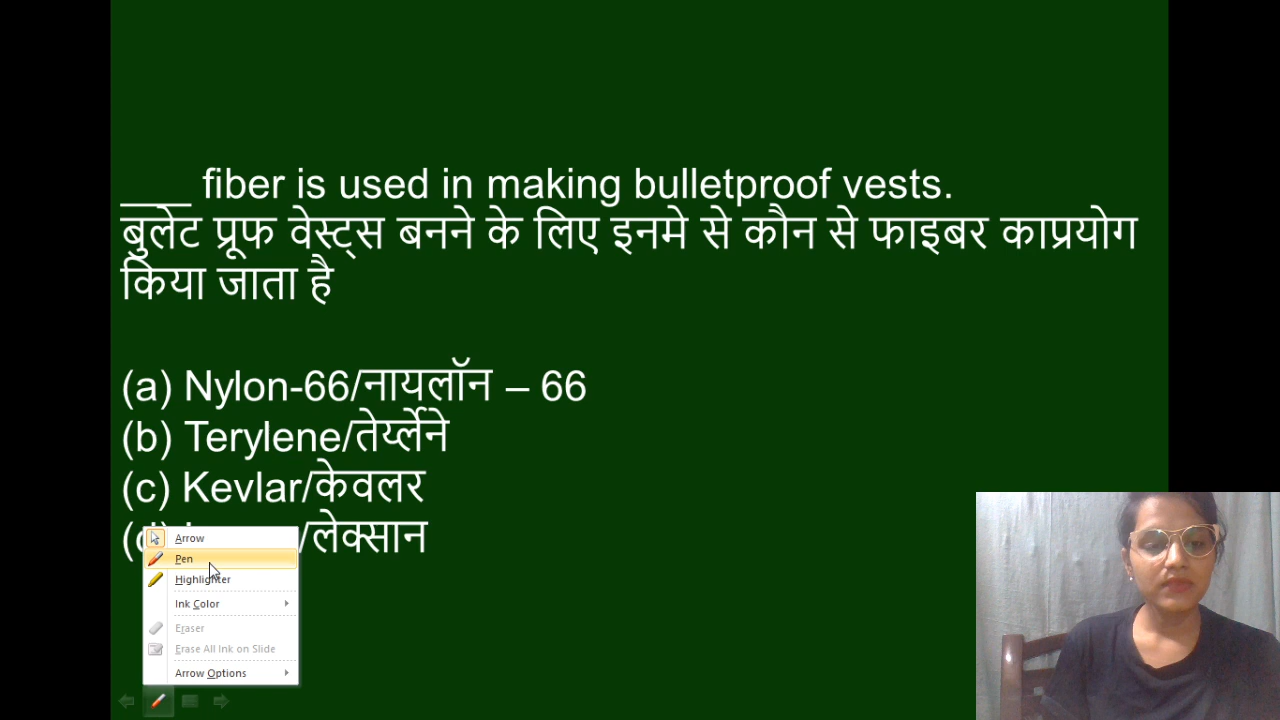 ___ fiber is used in making bulletproof vests.
बुलेट प्रूफ वेस्ट्स बनने के लिए इनमे से कौन से फाइबर काप्रयोग
किया जाता है
(a) Nylon-66/नायलॉन – 66
(b) Terylene/तेर्य्लेने
(c) Kevlar/केवलर
/लेक्सान
Arrow
Pen
Highlighter
Ink Color
Eraser
Erase All Ink on Slide
Arrow Options